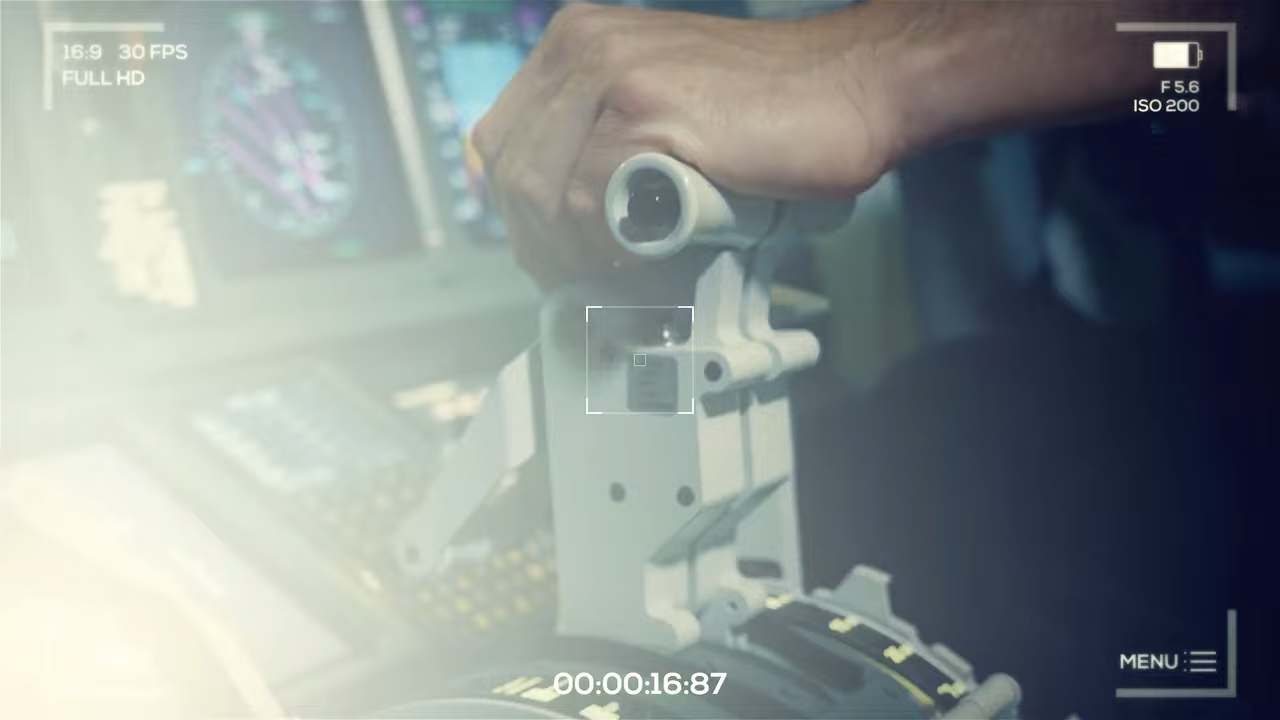 16:9 30 FPS
FULL HD
F 5.6
ISO 200
MENU
00:00:16:87